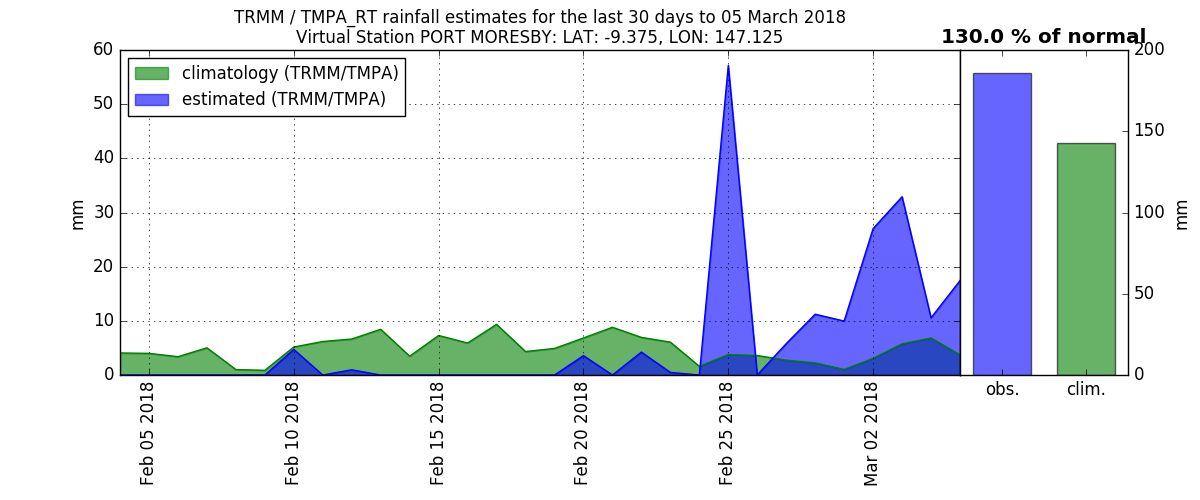 TRMM / TMPA_RT rainfall estimates for the last 30 days to 05 March 2018
Virtual Station PORT MORESBY: LAT: -9.375, LON: 147.125
130.0 % of normal
climatology (TRMM/TMPA)
estimated (TRMM/TMPA)
mm
60
50
40
30
20
10
0
Feb 05 2018
Feb 10 2018
Feb 15 2018
Feb 20 2018
Feb 25 2018
Mar 02 2018
obs.
clim.
200
150
100
50
0
mm